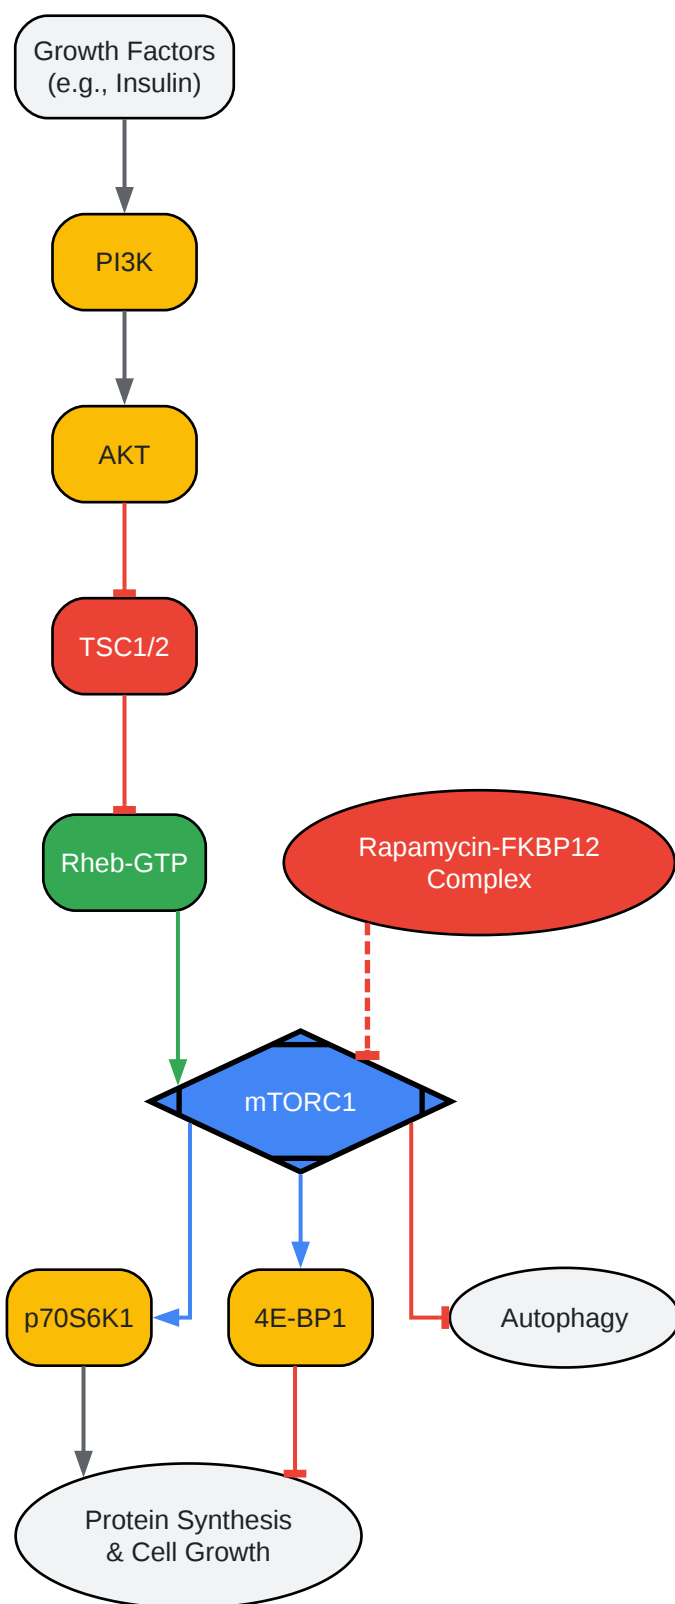 Growth Factors
(e.g., Insulin)
PI3K
AKT
TSC1/2
Rheb-GTP
Rapamycin-FKBP12
Complex
mTORC1
p70S6K1
4E-BP1
Autophagy
Protein Synthesis
& Cell Growth